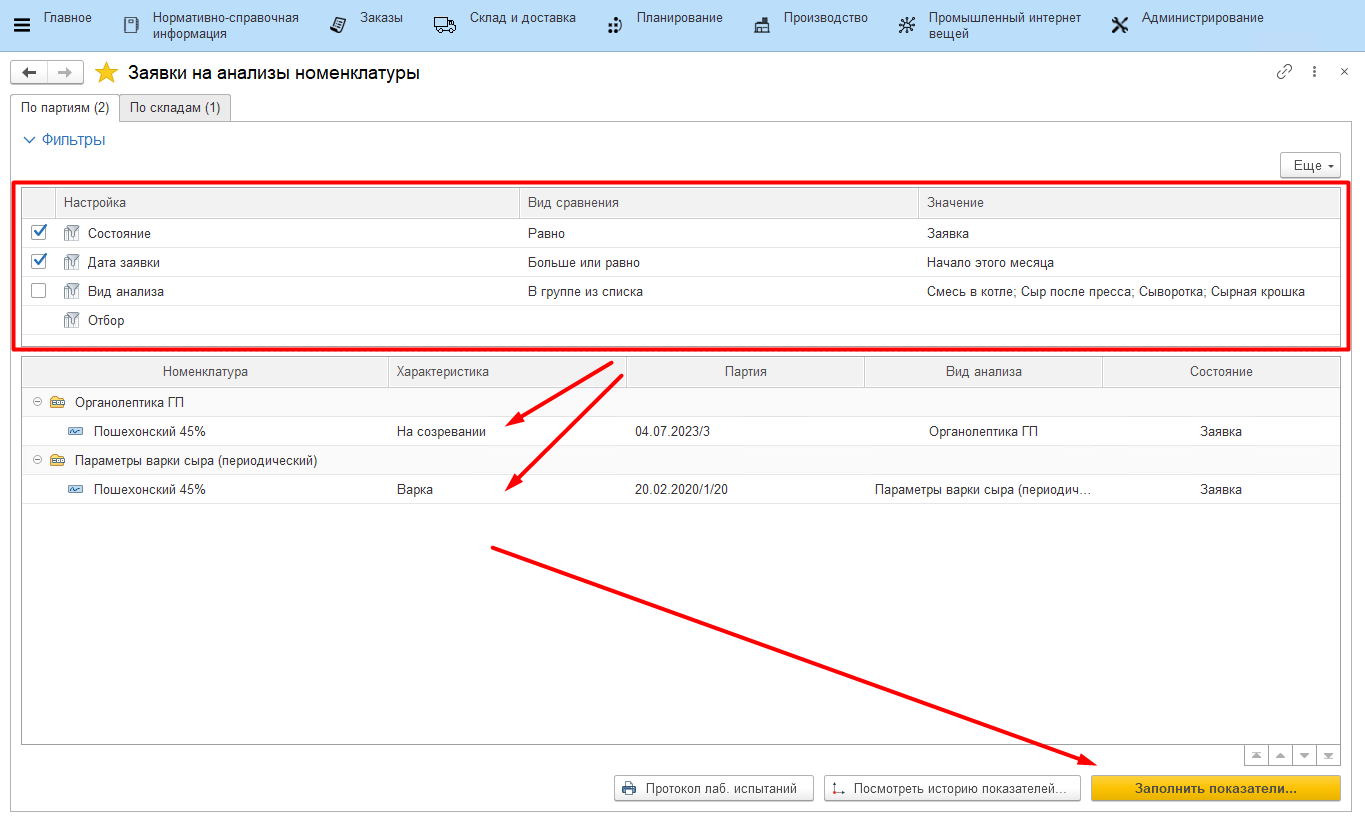 Главное
Нормативно-справочная
информация
Заказы
Склад и доставка
Планирование
Производство
Промышленный интернет
вещей
Администрирование
Заявки на анализы номенклатуры
По партиям (2) По складам (1)
Фильтры
Еще
Настройка Вид сравнения Значение
Состояние Равно Заявка
Дата заявки Больше или равно Начало этого месяца
Вид анализа В группе из списка Смесь в котле; Сыр после пресса; Сыворотка; Сырная крошка
Отбор
Номенклатура Характеристика Партия Вид анализа Состояние
Органолептика ГП
Пошехонский 45% На созревании 04.07.2023/3 Органолептика ГП Заявка
Параметры варки сыра (периодический)
Пошехонский 45% Варка 20.02.2020/1/20 Параметры варки сыра (периодич... Заявка
Протокол лаб. испытаний Посмотреть историю показателей... Заполнить показатели...